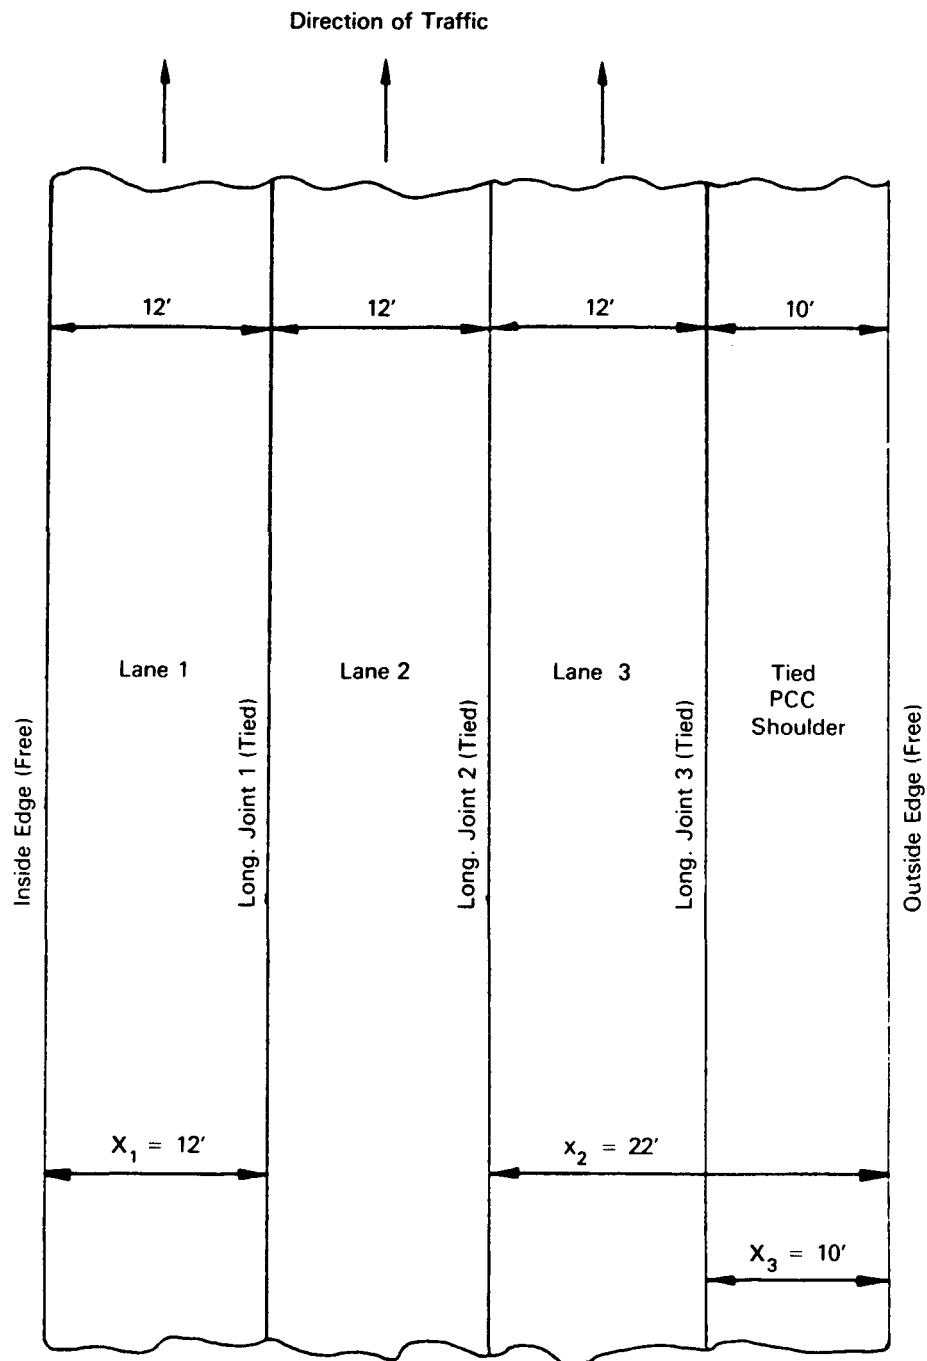 Direction of Traffic
12′
12′
12′
10′
Lane 1
Lane 2
Lane 3
Tied
PCC
Shoulder
Inside Edge (Free)
Long. Joint 1 (Tied)
Long. Joint 2 (Tied)
Long. Joint 3 (Tied)
Outside Edge (Free)
X₁ = 12′
x₂ = 22′
X₃ = 10′